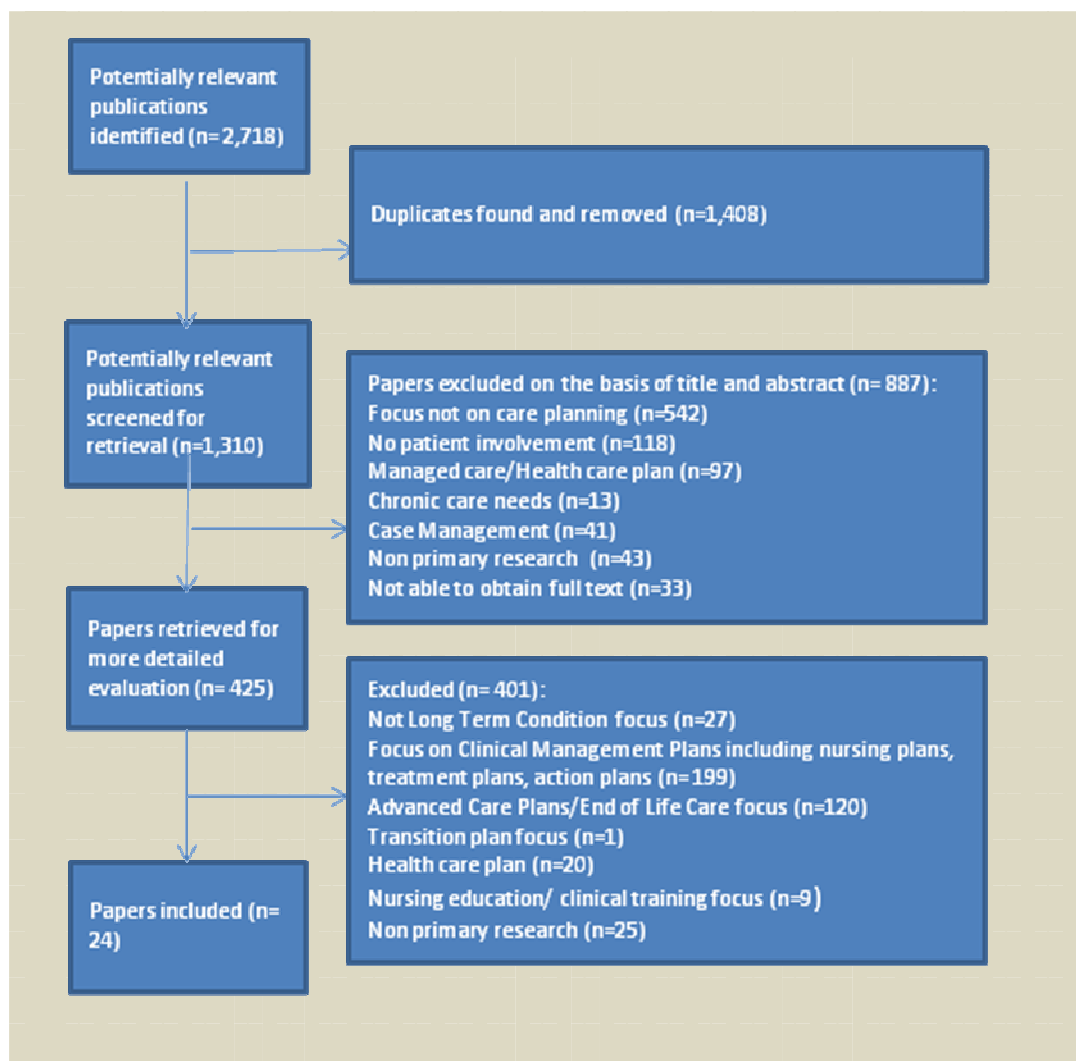 Potentially relevant
publications
identified (n= 2,718)
Duplicates found and removed (n=1,408)
Potentially relevant
publications
screened for
retrieval (n=1,310)
Papers excluded on the basis of title and abstract (n= 887):
Focus not on care planning (n=542)
No patient involvement (n=118)
Managed care/Health care plan (n=97)
Chronic care needs (n=13)
Case Management (n=41)
Non primary research (n=43)
Not able to obtain full text (n=33)
Papers retrieved for
more detailed
evaluation (n= 425)
Excluded (n= 401):
Not Long Term Condition focus (n=27)
Focus on Clinical Management Plans including nursing plans,
treatment plans, action plans (n=199)
Advanced Care Plans/End of Life Care focus (n=120)
Transition plan focus (n=1)
Health care plan (n=20)
Nursing education/ clinical training focus (n=9)
Non primary research (n=25)
Papers included (n=
24)